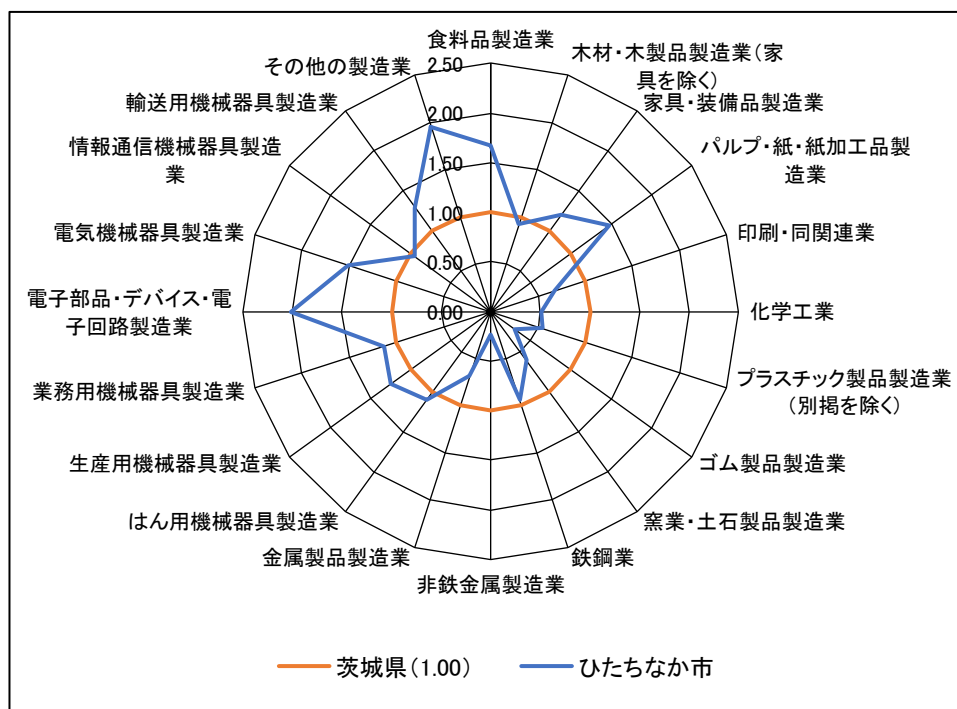 食料品製造業
木材・木製品製造業(家
具を除く)
家具・装備品製造業
パルプ・紙・紙加工品製
造業
印刷・同関連業
化学工業
プラスチック製品製造業
(別掲を除く)
ゴム製品製造業
窯業・土石製品製造業
鉄鋼業
非鉄金属製造業
金属製品製造業
はん用機械器具製造業
生産用機械器具製造業
業務用機械器具製造業
電子部品・デバイス・電
子回路製造業
電気機械器具製造業
情報通信機械器具製造
業
輸送用機械器具製造業
その他の製造業
2.50
2.00
1.50
1.00
0.50
0.00
茨城県(1.00)
ひたちなか市